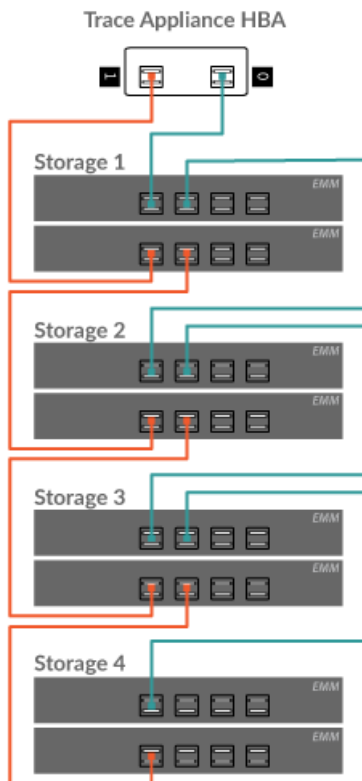 Trace Appliance HBA
1 0
Storage 1
EMM
EMM
Storage 2
EMM
EMM
Storage 3
EMM
EMM
Storage 4
EMM
EMM